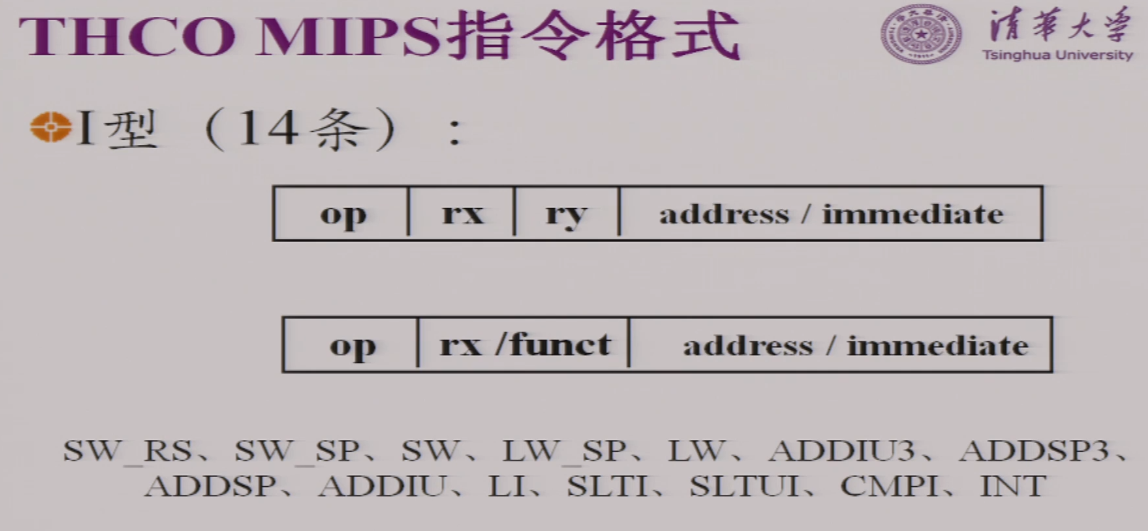 THCO MIPS指令格式
清华大学
Tsinghua University
I型（14条）：
op rx ry address / immediate
op rx /funct address / immediate
SW_RS、SW_SP、SW、LW_SP、LW、ADDIU3、ADDSP3、
ADDSP、ADDIU、LI、SLTI、SLTUI、CMPI、INT